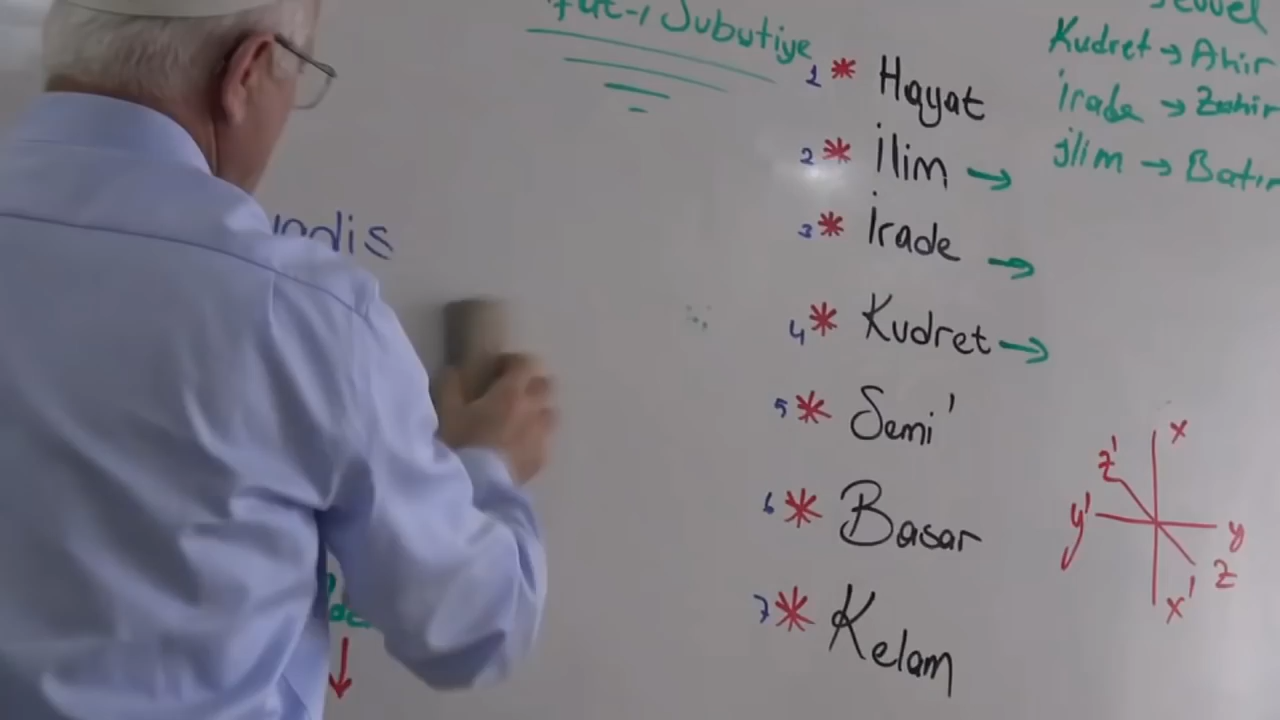 Subutiye
1 * Hayat
2 * İlim →
3 * İrade →
4 * Kudret →
5 * Semi'
6 * Basar
7 * Kelam
Kudret → Ahir
İrade → Zahir
İlim → Batın
x
z'
y'
y
z
x'